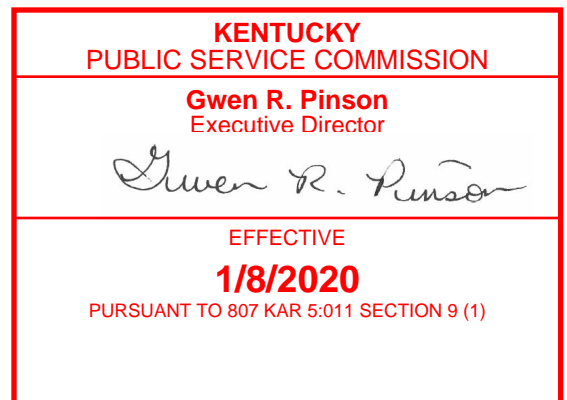 KENTUCKY
PUBLIC SERVICE COMMISSION
Gwen R. Pinson
Executive Director
Gwen R. Pinson
EFFECTIVE
1/8/2020
PURSUANT TO 807 KAR 5:011 SECTION 9 (1)